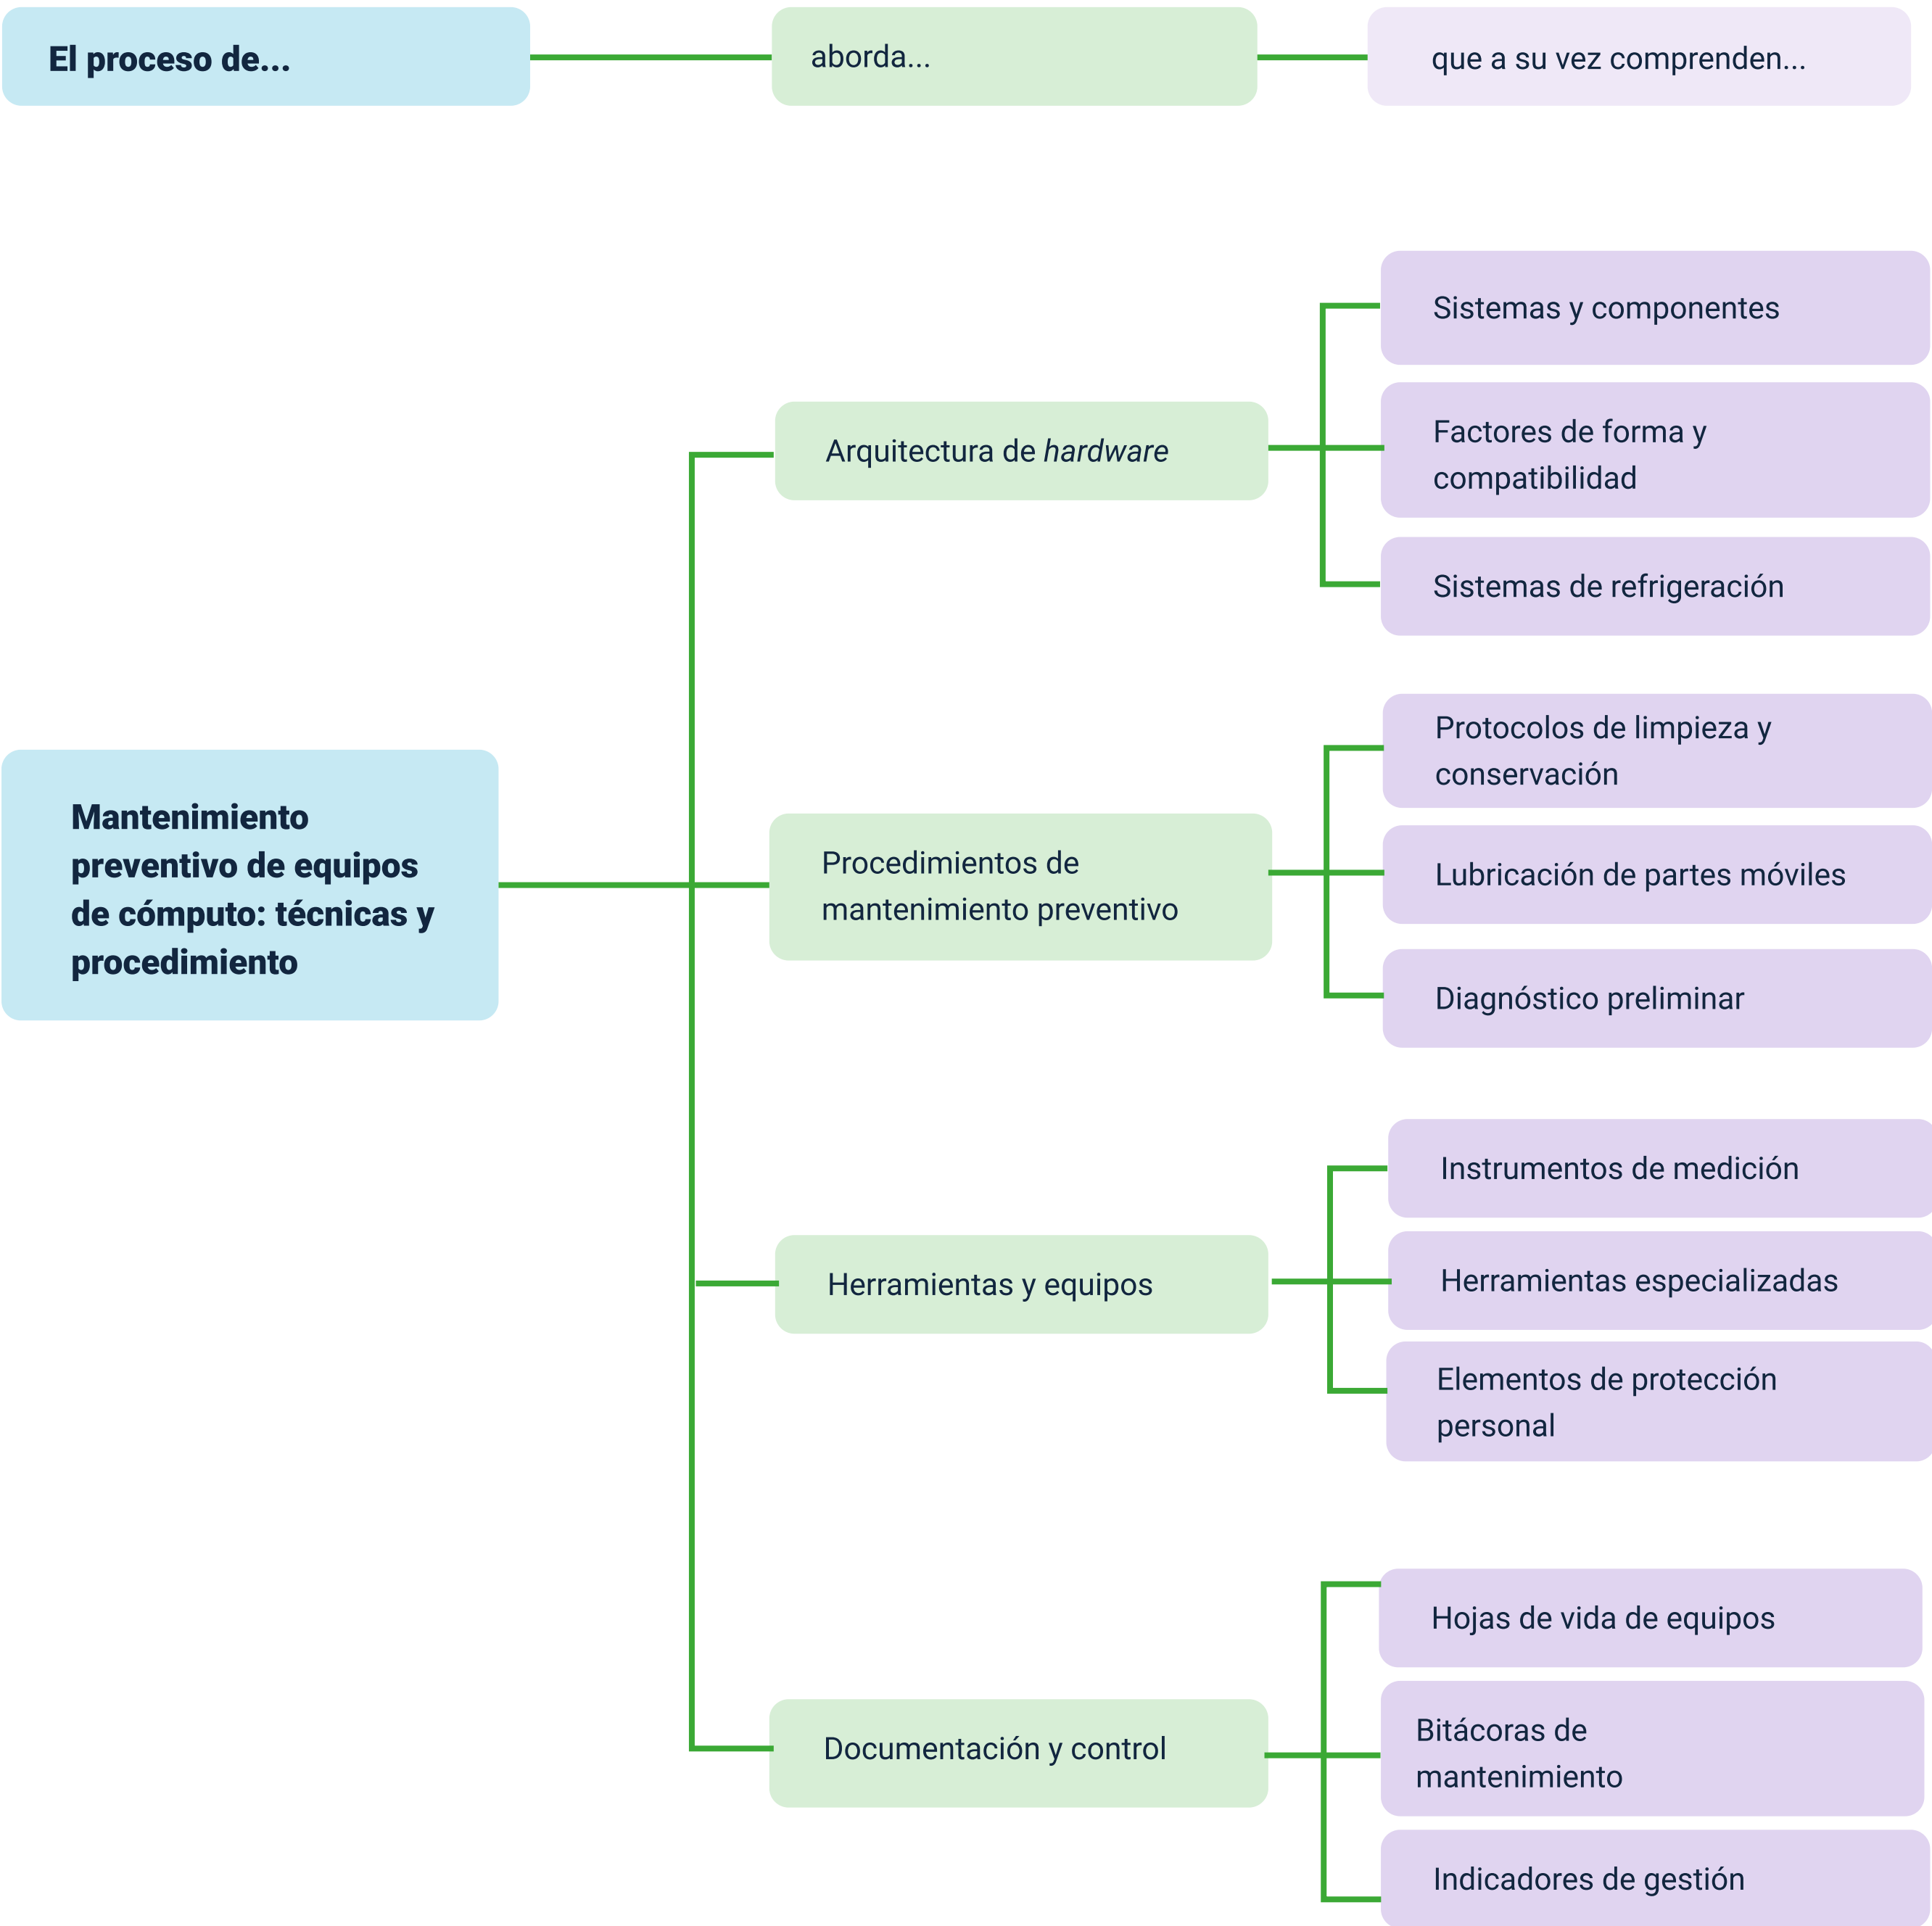 El proceso de...
aborda...
que a su vez comprenden...
Sistemas y componentes
Factores de forma y
compatibilidad
Arquitectura de hardware
Sistemas de refrigeración
Protocolos de limpieza y
conservación
Mantenimiento
preventivo de equipos
de cómputo: técnicas y
procedimiento
Procedimientos de
mantenimiento preventivo
Lubricación de partes móviles
Diagnóstico preliminar
Instrumentos de medición
Herramientas y equipos
Herramientas especializadas
Elementos de protección
personal
Hojas de vida de equipos
Documentación y control
Bitácoras de
mantenimiento
Indicadores de gestión